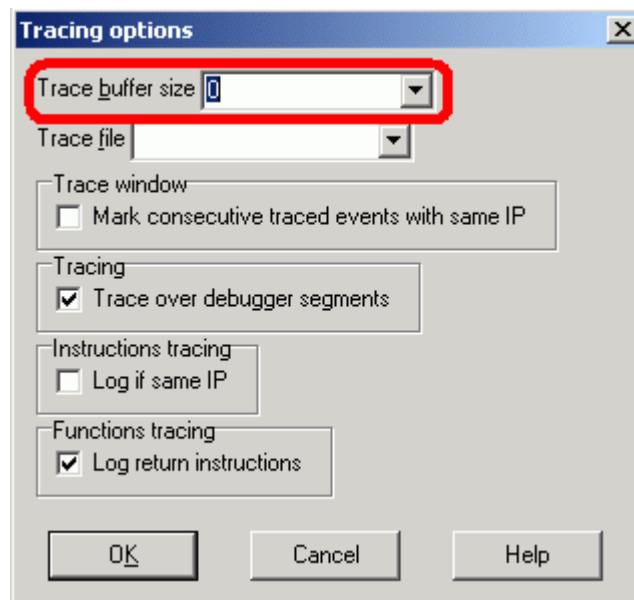 Tracing options
Trace buffer size 0
Trace file
Trace window
Mark consecutive traced events with same IP
Tracing
Trace over debugger segments
Instructions tracing
Log if same IP
Functions tracing
Log return instructions
OK Cancel Help